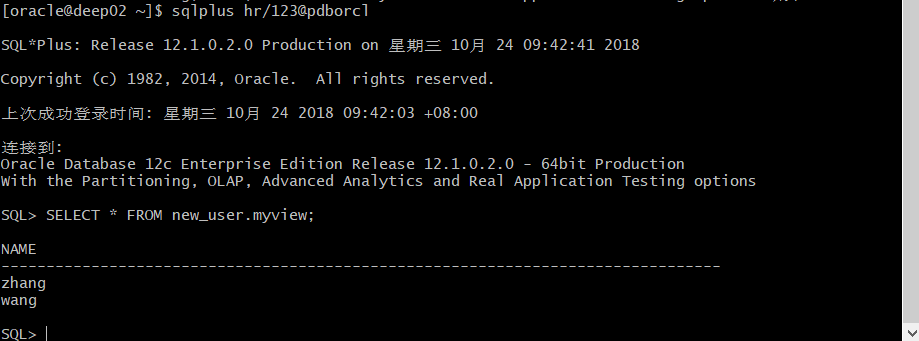 [oracle@deep02 ~]$ sqlplus hr/123@pdborcl
SQL*Plus: Release 12.1.0.2.0 Production on 星期三 10月 24 09:42:41 2018
Copyright (c) 1982, 2014, Oracle.  All rights reserved.
上次成功登录时间: 星期三 10月 24 2018 09:42:03 +08:00
连接到:
Oracle Database 12c Enterprise Edition Release 12.1.0.2.0 - 64bit Production
With the Partitioning, OLAP, Advanced Analytics and Real Application Testing options
SQL> SELECT * FROM new_user.myview;
NAME
--------------------------------------------------------------------------------
zhang
wang
SQL>